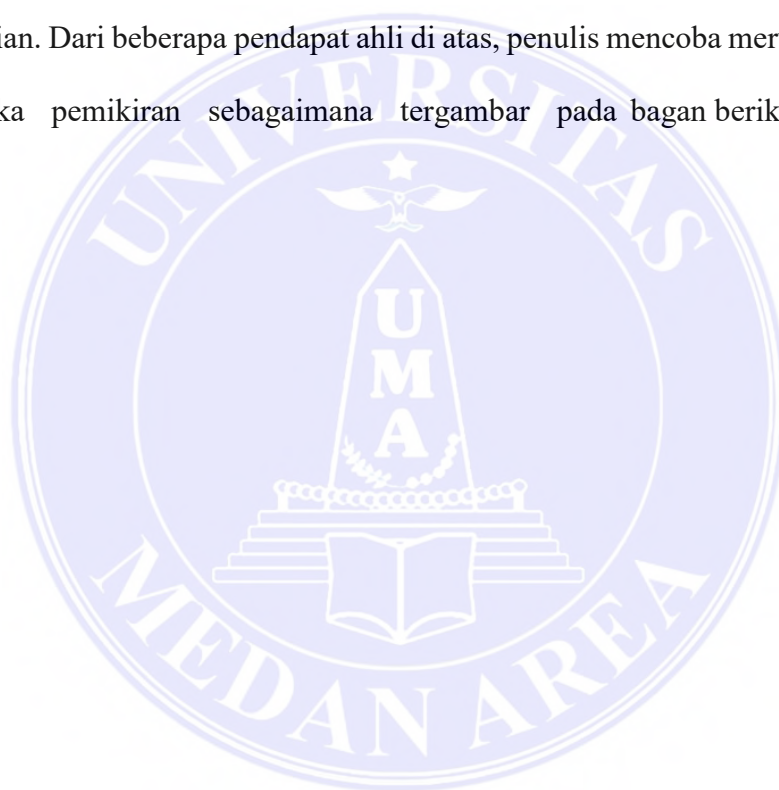 ian. Dari beberapa pendapat ahli di atas, penulis mencoba mer
ka pemikiran sebagaimana tergambar pada bagan berik
UNIVERSITAS
U
M
A
MEDAN AREA